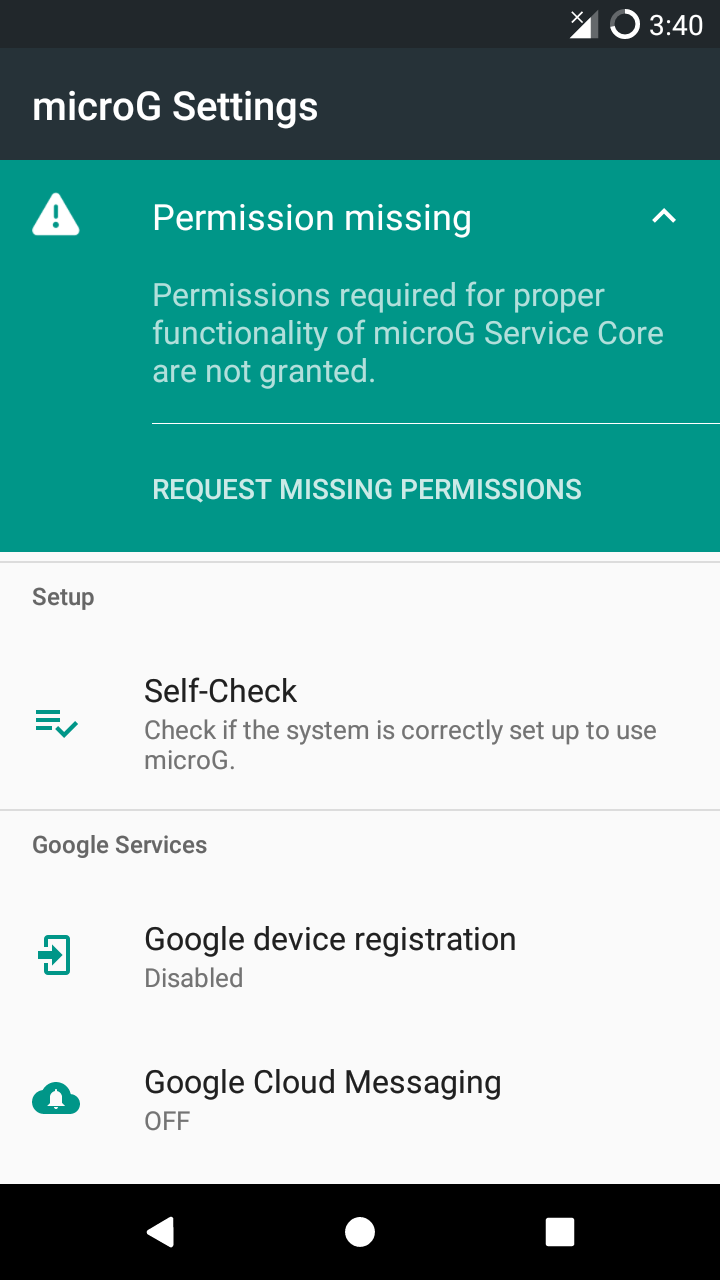 3:40
microG Settings
Permission missing
Permissions required for proper
functionality of microG Service Core
are not granted.
REQUEST MISSING PERMISSIONS
Setup
Self-Check
Check if the system is correctly set up to use
microG.
Google Services
Google device registration
Disabled
Google Cloud Messaging
OFF